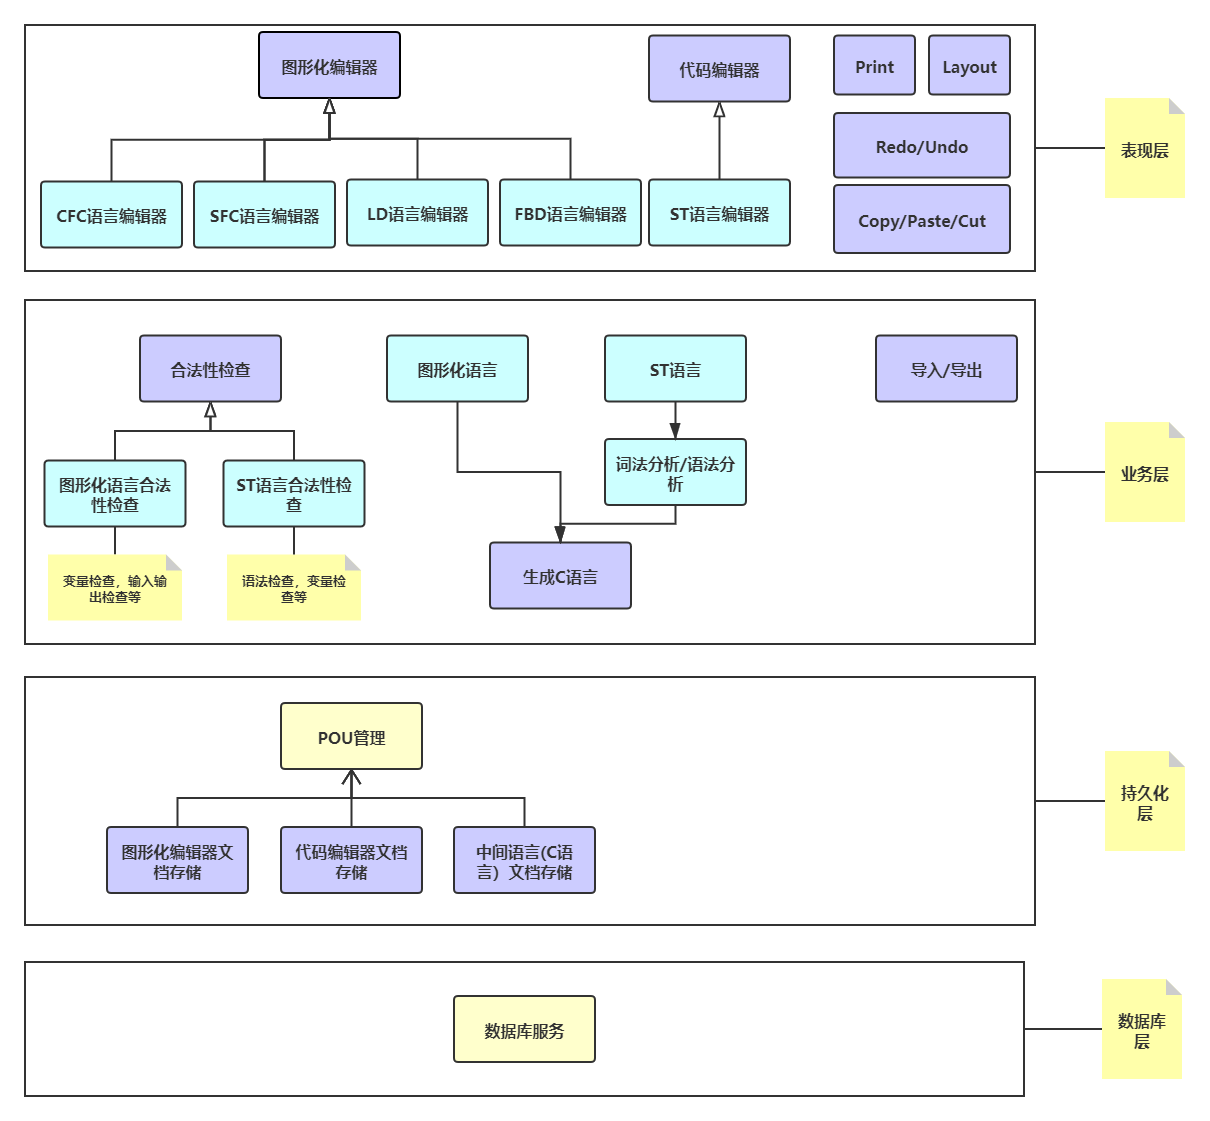 图形化编辑器
代码编辑器
Print
Layout
Redo/Undo
Copy/Paste/Cut
CFC语言编辑器
SFC语言编辑器
LD语言编辑器
FBD语言编辑器
ST语言编辑器
表现层
合法性检查
图形化语言
ST语言
导入/导出
图形化语言合法
性检查
ST语言合法性检
查
词法分析/语法分
析
变量检查，输入输
出检查等
语法检查，变量检
查等
生成C语言
业务层
POU管理
图形化编辑器文
档存储
代码编辑器文档
存储
中间语言(C语
言）文档存储
持久化
层
数据库服务
数据库
层